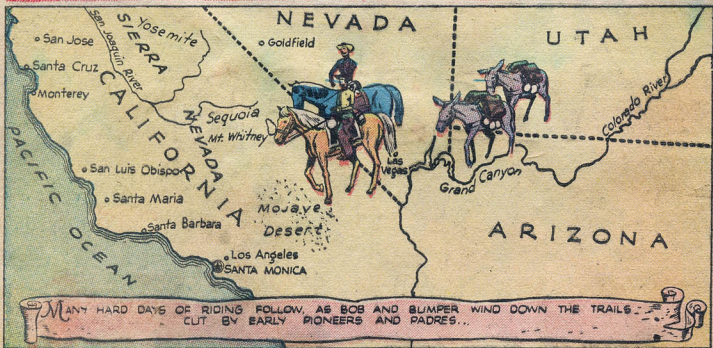 NEVADA
UTAH
Yosemite
San Joaquin River
SIERRA
NEVADA
Goldfield
San Jose
Santa Cruz
Monterey
CALIFORNIA
Sequoia
Mt. Whitney
Colorado River
Las
Vegas
Grand Canyon
PACIFIC OCEAN
San Luis Obispo
Santa Maria
Santa Barbara
Mojave
Desert
ARIZONA
Los Angeles
SANTA MONICA
MANY HARD DAYS OF RIDING FOLLOW, AS BOB AND BUMPER WIND DOWN THE TRAILS
CUT BY EARLY PIONEERS AND PADRES...